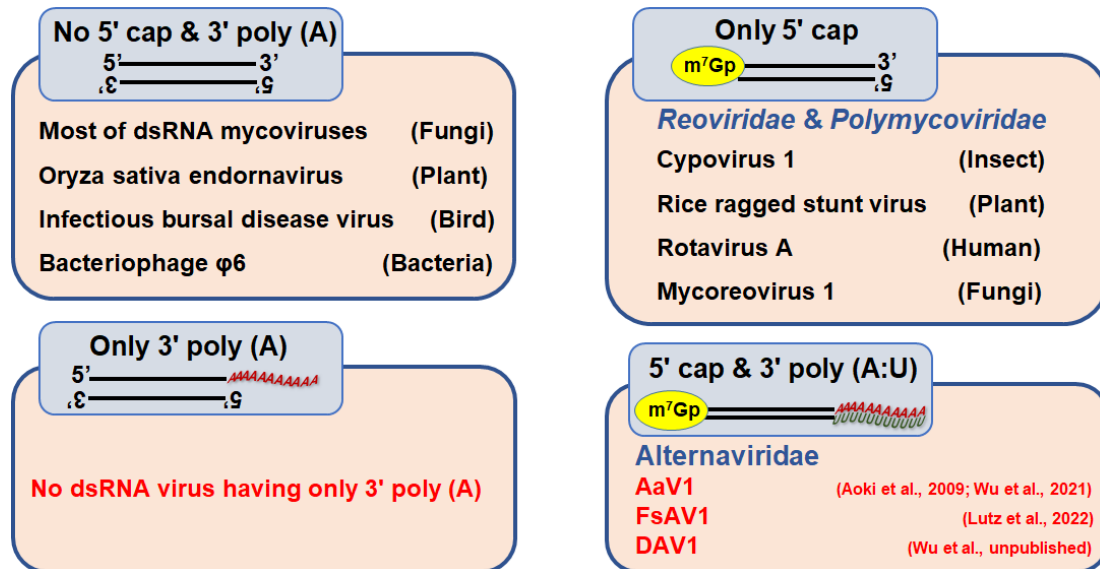 No 5' cap & 3' poly (A)
5’ 3’
3’ 5’
Most of dsRNA mycoviruses (Fungi)
Oryza sativa endornavirus (Plant)
Infectious bursal disease virus (Bird)
Bacteriophage φ6 (Bacteria)
Only 5' cap
m⁷Gp 3’
5’
Reoviridae & Polymycoviridae
Cypovirus 1 (Insect)
Rice ragged stunt virus (Plant)
Rotavirus A (Human)
Mycoreovirus 1 (Fungi)
Only 3' poly (A)
5’ AAAAAAAAAAA
3’ 5’
No dsRNA virus having only 3' poly (A)
5' cap & 3' poly (A:U)
m⁷Gp AAAAAAAAAAA
UUUUUUUUUUU
Alternaviridae
AaV1 (Aoki et al., 2009; Wu et al., 2021)
FsAV1 (Lutz et al., 2022)
DAV1 (Wu et al., unpublished)